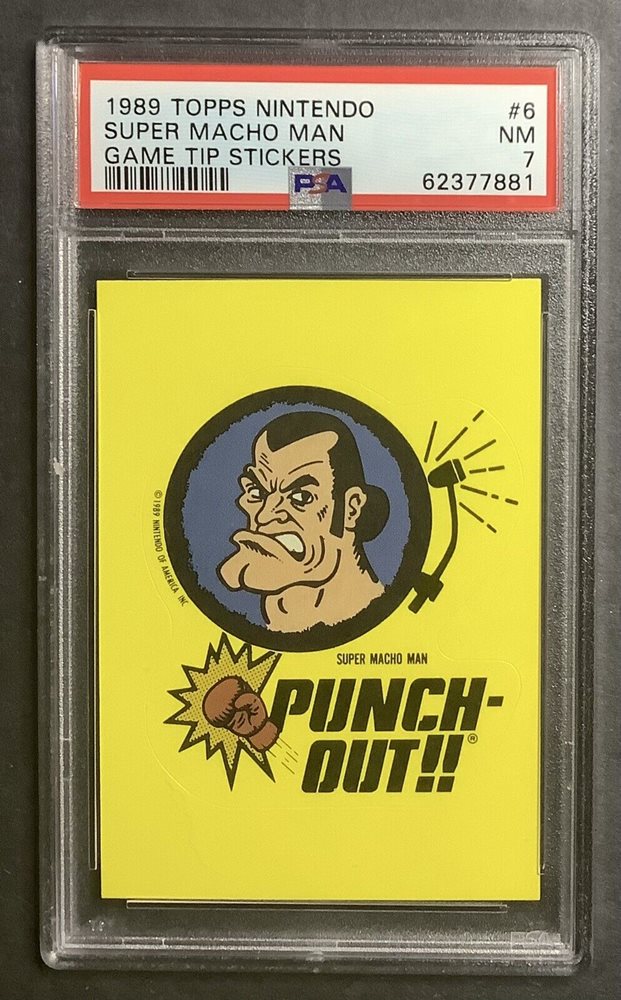 1989 TOPPS NINTENDO #6
SUPER MACHO MAN NM
GAME TIP STICKERS 7
PSA 62377881
©1989 NINTENDO OF AMERICA INC
SUPER MACHO MAN
PUNCH-
OUT!!®
PSA